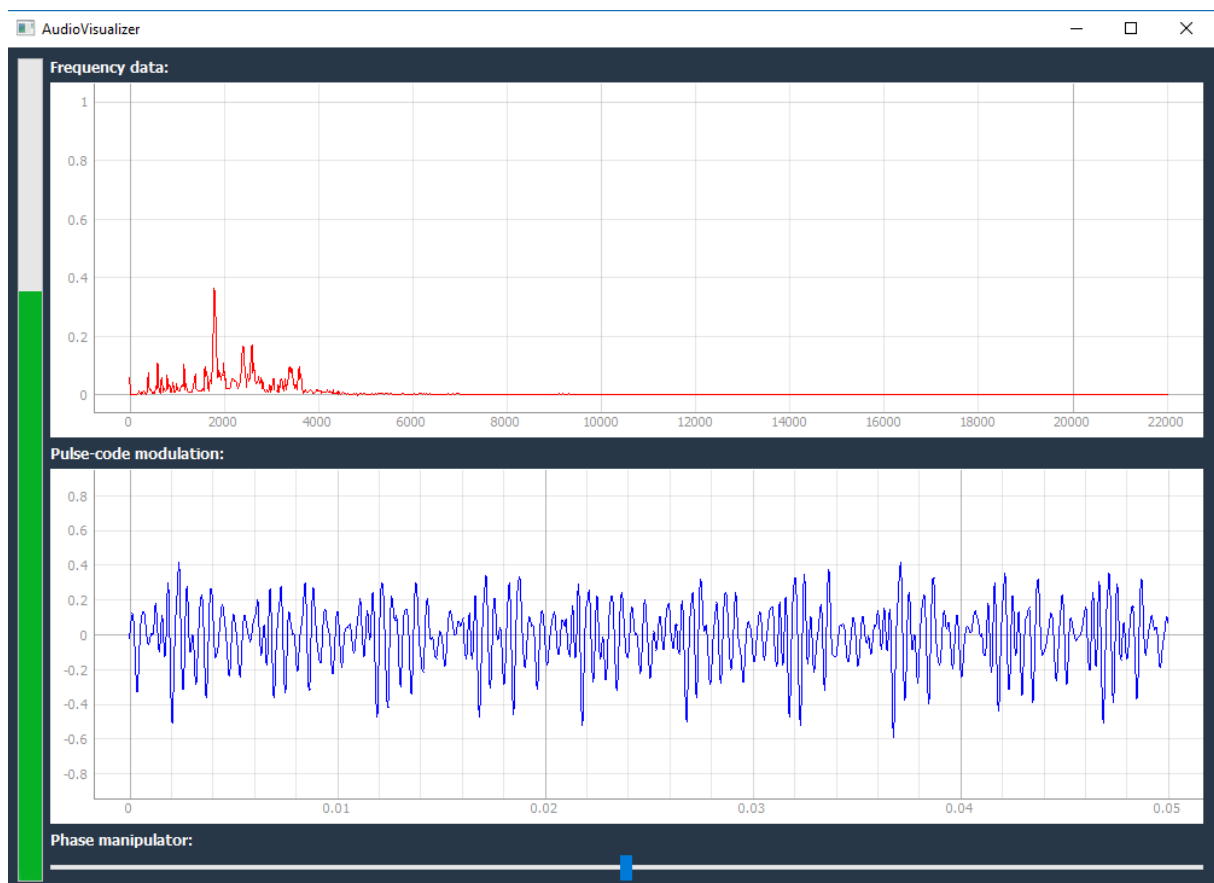 AudioVisualizer
Frequency data:
1
0.8
0.6
0.4
0.2
0
0 2000 4000 6000 8000 10000 12000 14000 16000 18000 20000 22000
Pulse-code modulation:
0.8
0.6
0.4
0.2
0
-0.2
-0.4
-0.6
-0.8
0 0.01 0.02 0.03 0.04 0.05
Phase manipulator: